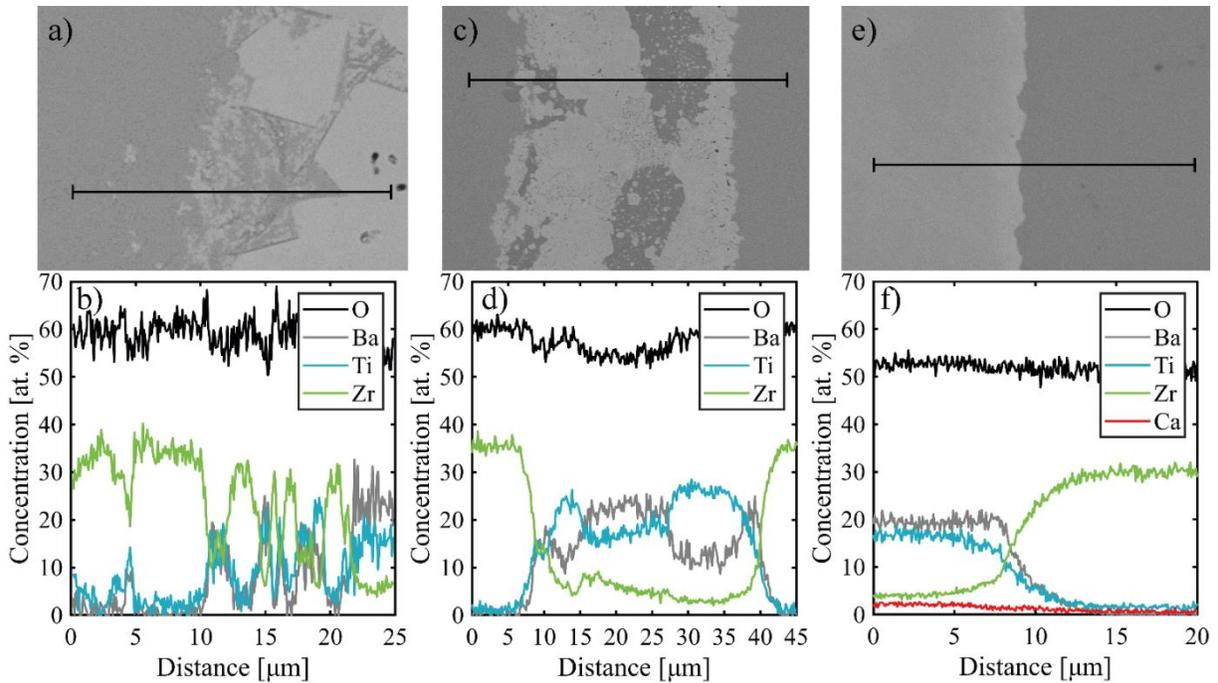 a)
c)
e)
b)
O
Ba
Ti
Zr
70
60
50
40
30
20
10
0
Concentration [at. %]
0 5 10 15 20 25
Distance [μm]
d)
O
Ba
Ti
Zr
70
60
50
40
30
20
10
0
Concentration [at. %]
0 5 10 15 20 25 30 35 40 45
Distance [μm]
f)
O
Ba
Ti
Zr
Ca
70
60
50
40
30
20
10
0
Concentration [at. %]
0 5 10 15 20
Distance [μm]